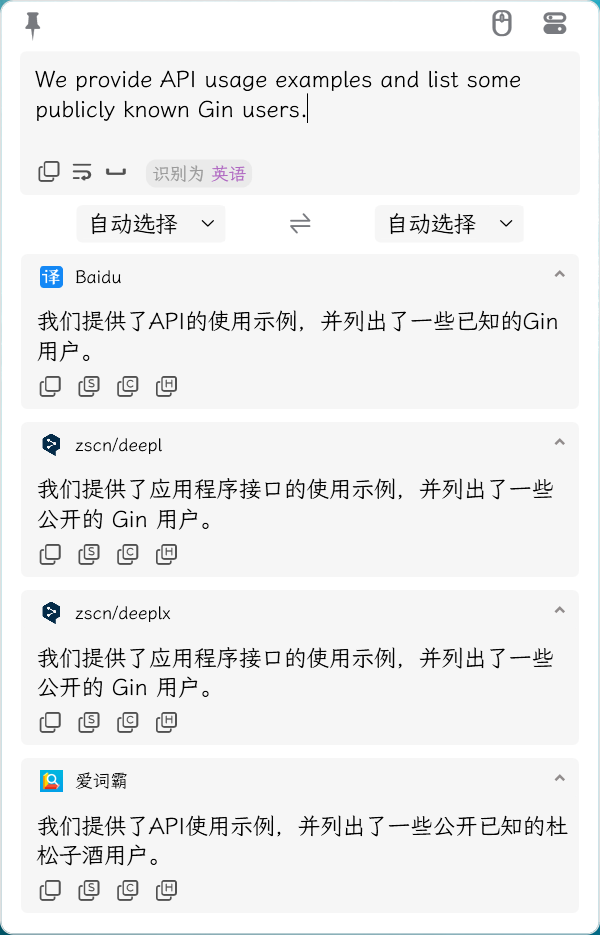 We provide API usage examples and list some
publicly known Gin users.
识别为 英语
自动选择
自动选择
译 Baidu
我们提供了API的使用示例，并列出了一些已知的Gin
用户。
S C H
zscn/deepl
我们提供了应用程序接口的使用示例，并列出了一些
公开的 Gin 用户。
S C H
zscn/deeplx
我们提供了应用程序接口的使用示例，并列出了一些
公开的 Gin 用户。
S C H
爱词霸
我们提供了API使用示例，并列出了一些公开已知的杜
松子酒用户。
S C H